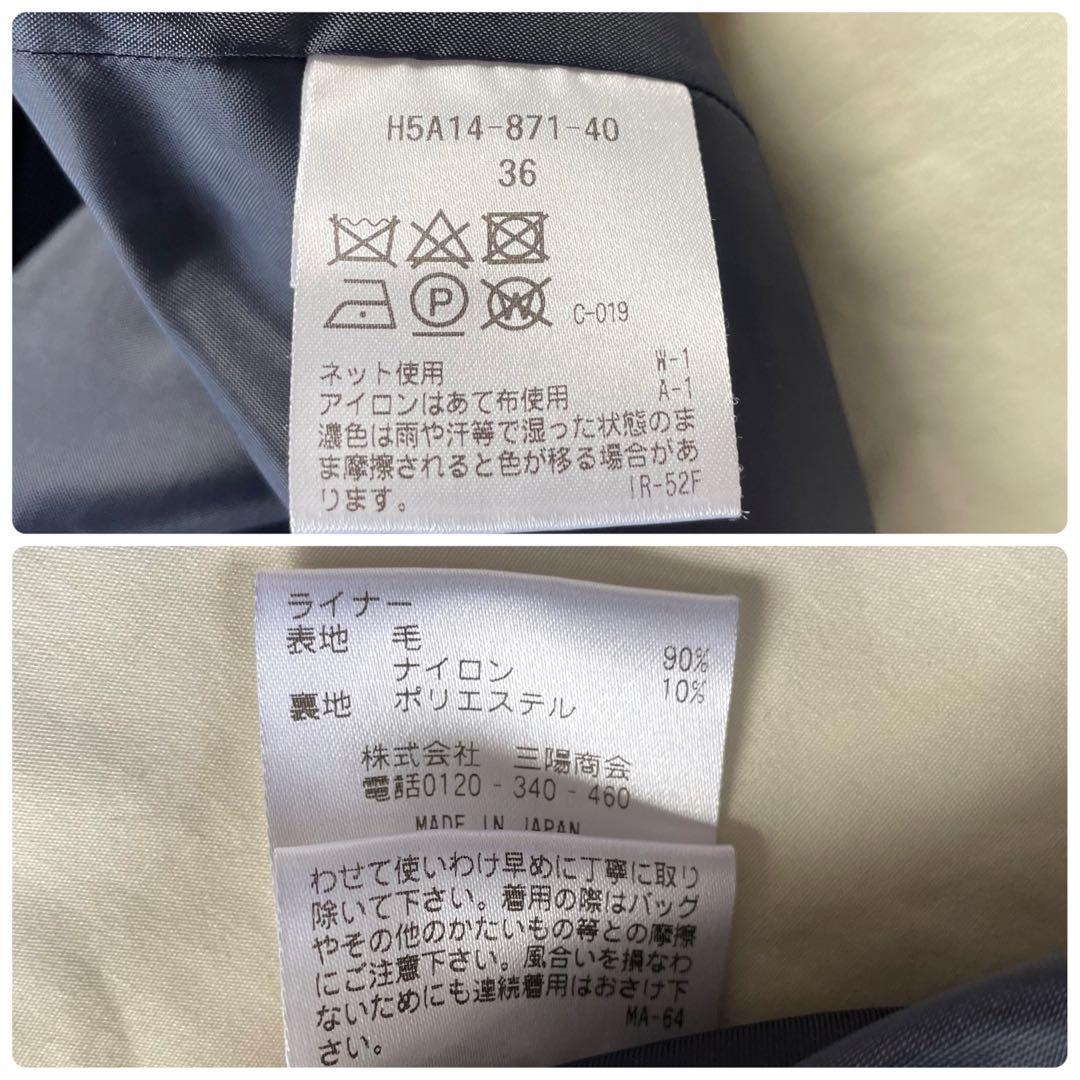 H5A14-871-40
36
P W C-019
ネット使用 W-1
アイロンはあて布使用 A-1
濃色は雨や汗等で湿った状態のま
ま摩擦されると色が移る場合があ
ります。 IR-52F
ライナー
表地 毛 90%
ナイロン 10%
裏地 ポリエステル
株式会社 三陽商会
電話0120-340-460
MADE IN JAPAN
わせて使いわけ早めに丁寧に取り
除いて下さい。着用の際はバッグ
やその他のかたいもの等との摩擦
にご注意下さい。風合いを損なわ
ないためにも連続着用はおさけ下
さい。 MA-64